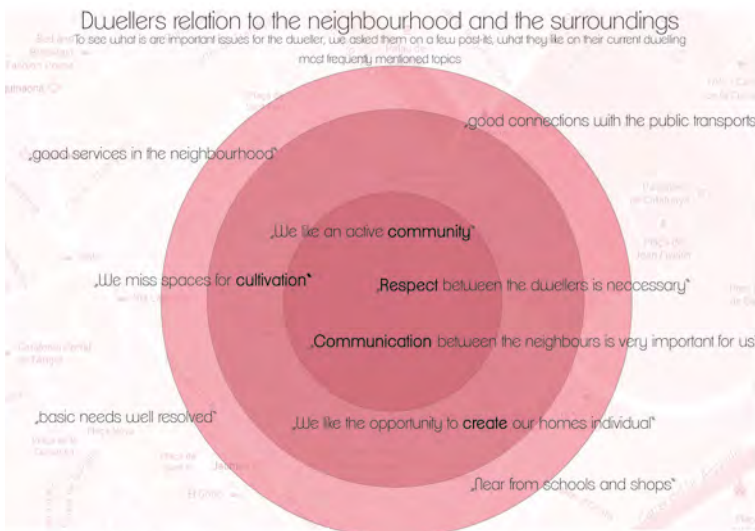 Dwellers relation to the neighbourhood and the surroundings
To see what is are important issues for the dweller, we asked them on a few post-its, what they like on their current dwelling
most frequently mentioned topics
„good connections with the public transports
„good services in the neighbourhood“
„We like an active community“
„We miss spaces for cultivation“
„Respect between the dwellers is neccessary“
„Communication between the neighbours is very important for us
„basic needs well resolved“
„We like the opportunity to create our homes individual“
„Near from schools and shops“